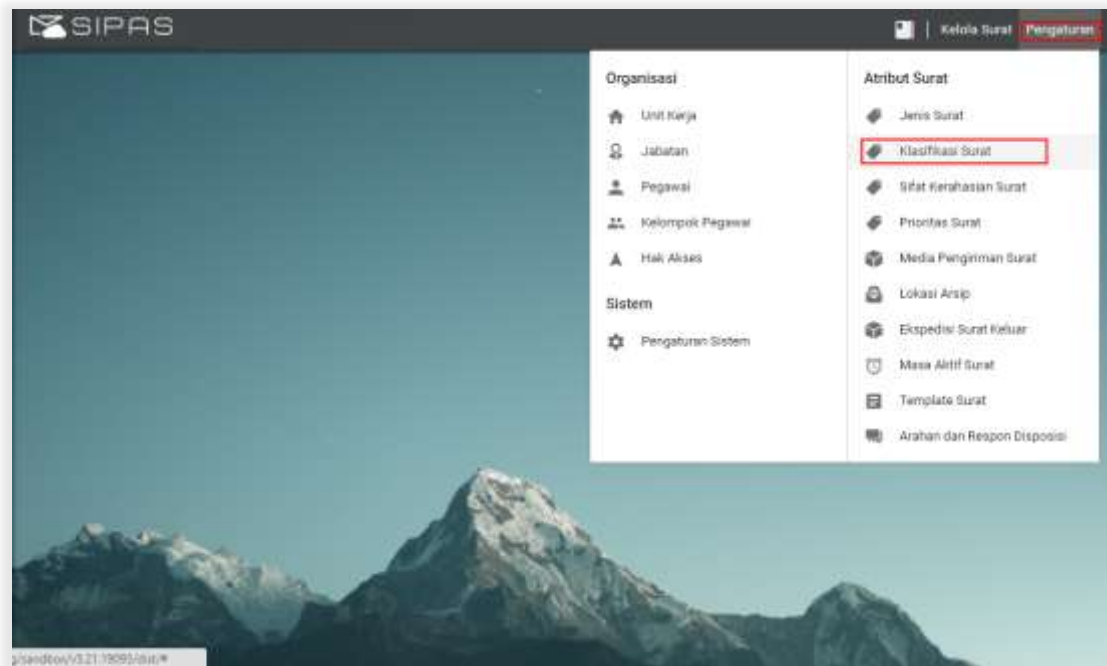 SIPAS
Kelola Surat
Pengaturan
Organisasi
Unit Kerja
Jabatan
Pegawai
Kelompok Pegawai
Hak Akses
Sistem
Pengaturan Sistem
Atribut Surat
Jenis Surat
Klasifikasi Surat
Sifat Kerahasian Surat
Prioritas Surat
Media Pengiriman Surat
Lokasi Arsip
Ekspedisi Surat Keluar
Masa Aktif Surat
Template Surat
Arahan dan Respon Disposisi